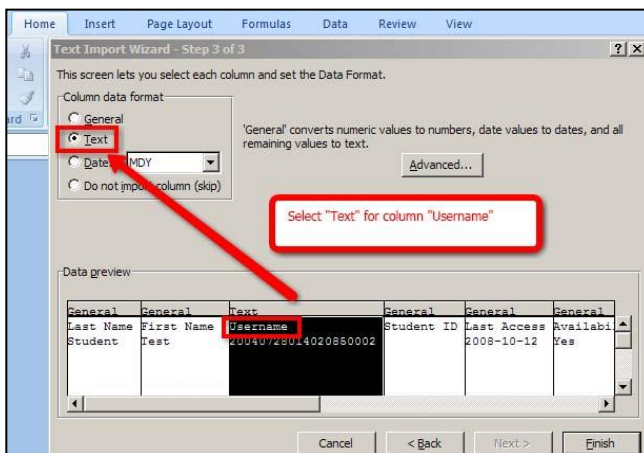 Home Insert Page Layout Formulas Data Review View
Text Import Wizard - Step 3 of 3
This screen lets you select each column and set the Data Format.
Column data format
General
Text
Date: MDY
Do not import column (skip)
'General' converts numeric values to numbers, date values to dates, and all
remaining values to text.
Advanced...
Select "Text" for column "Username"
Data preview
General General Text General General General
Last Name First Name Username Student ID Last Access Availabi
Student Test 20040728014020850002 2008-10-12 Yes
Cancel < Back Next > Finish